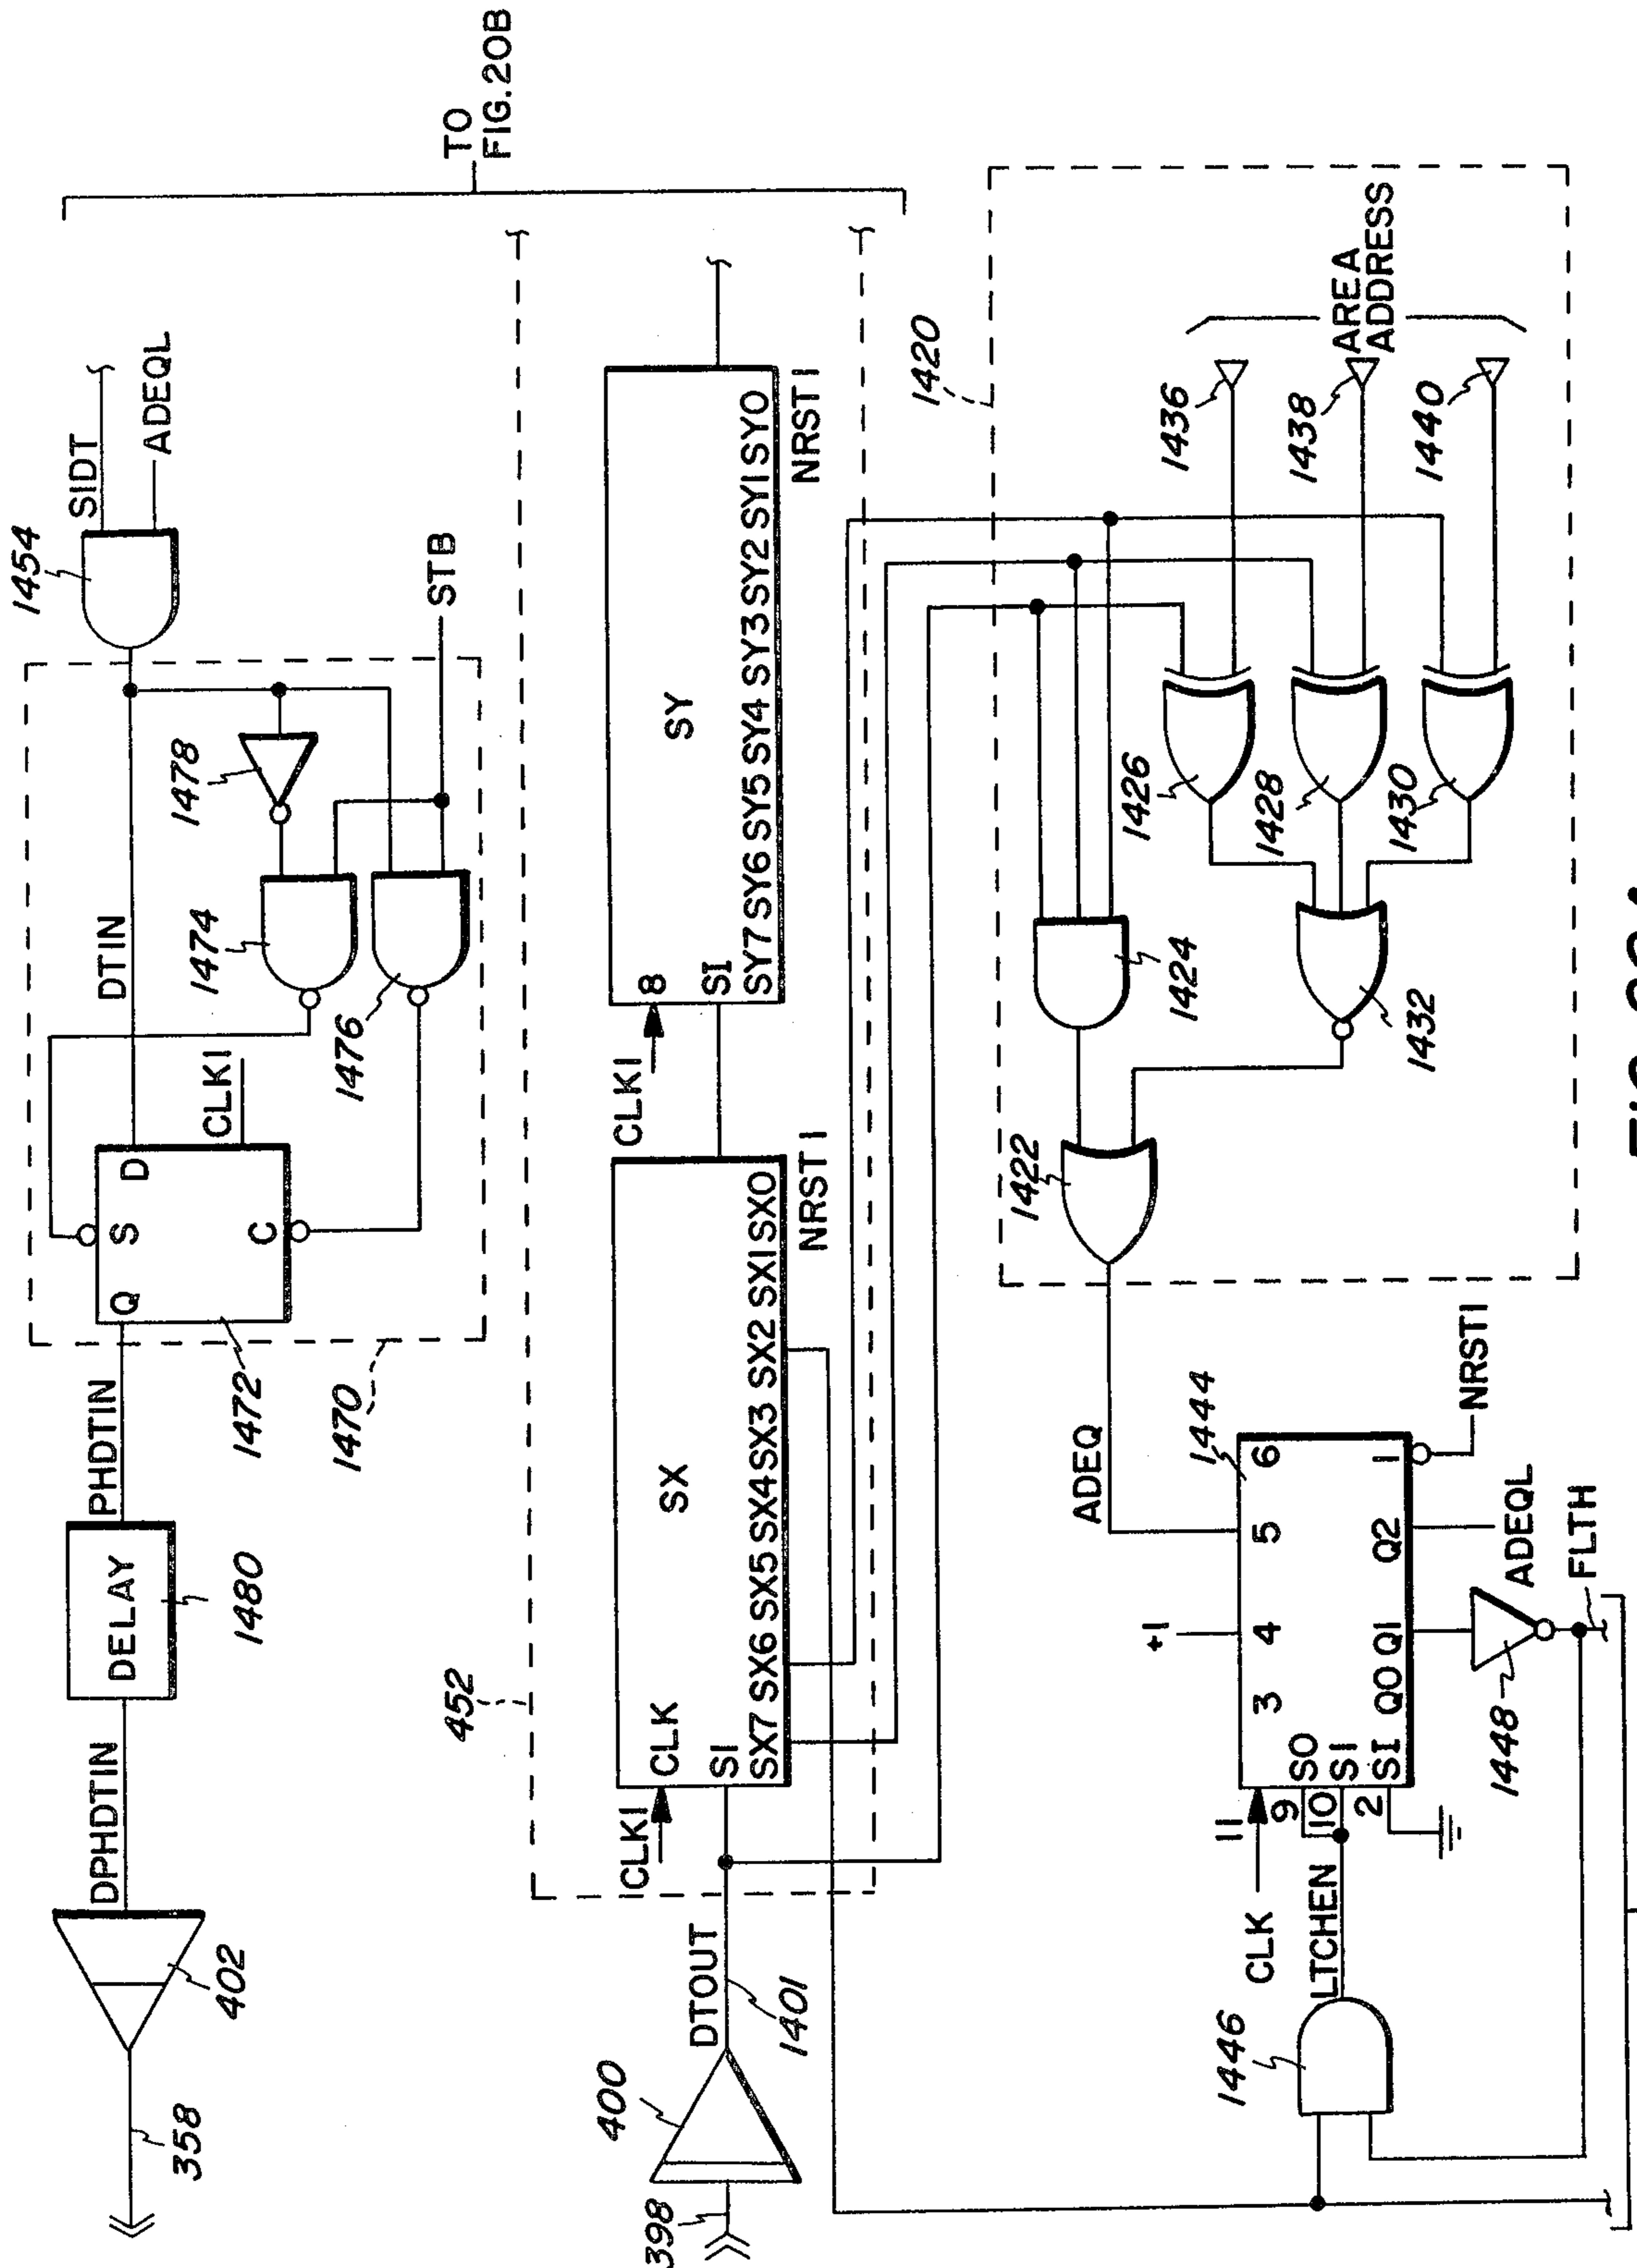 358
402
DPHDTIN
DELAY
1480
PHDTIN
1472
1470
Q
S
D
C
CLK1
DTIN
1474
1476
1478
1454
SIDT
ADEQL
STB
TO
FIG. 20B
398
400
DTOUT
1401
452
CLK1
CLK
SI
SX
SX7 SX6 SX5 SX4 SX3 SX2 SX1 SX0
NRST1
CLK1
8
SI
SY
SY7 SY6 SY5 SY4 SY3 SY2 SY1 SY0
NRST1
1420
1422
1424
1426
1428
1430
1432
1436
1438
1440
AREA
ADDRESS
ADEQ
1444
+1
3
4
5
6
CLK
11
9
S0
10
S1
2
SI
Q0
Q1
Q2
1
NRST1
ADEQL
FLTH
1446
LTCHEN
1448